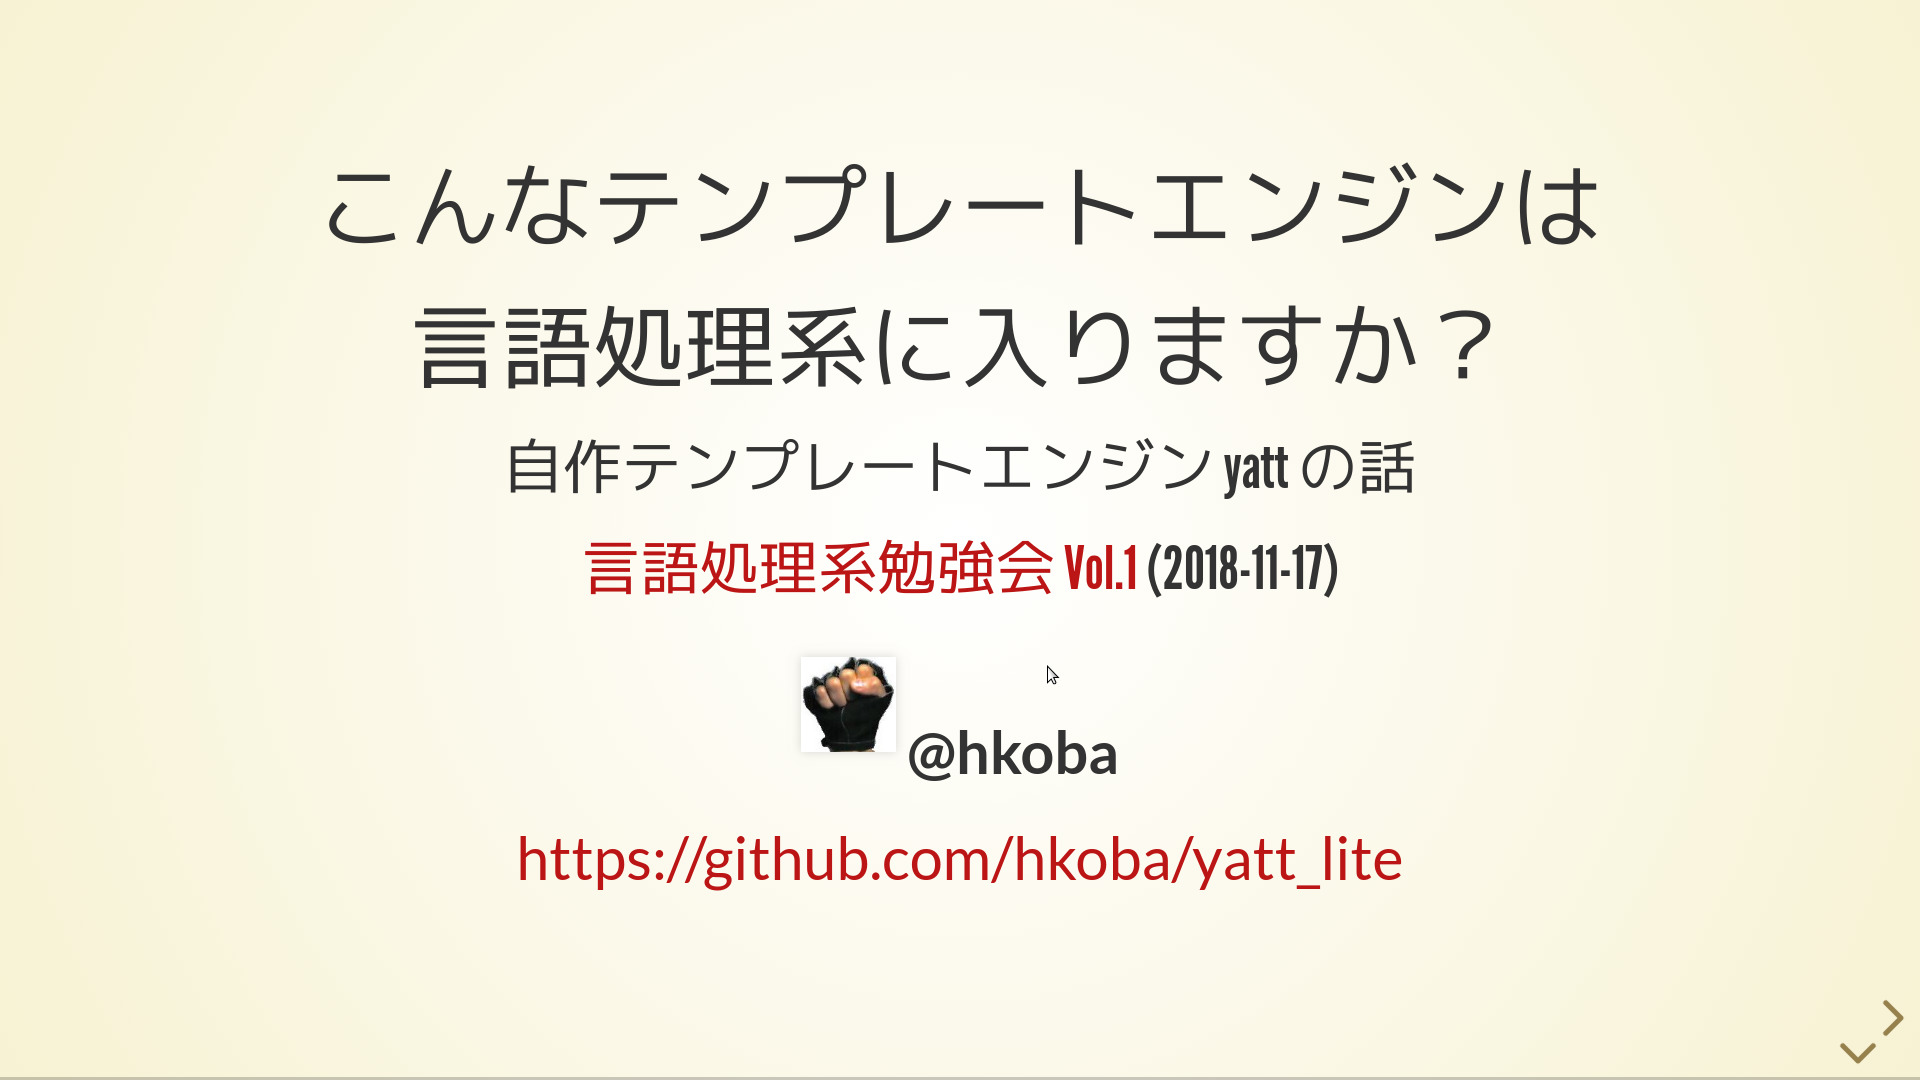 こんなテンプレートエンジンは
言語処理系に入りますか？
自作テンプレートエンジン yatt の話
言語処理系勉強会 Vol.1 (2018-11-17)
@hkoba
https://github.com/hkoba/yatt_lite